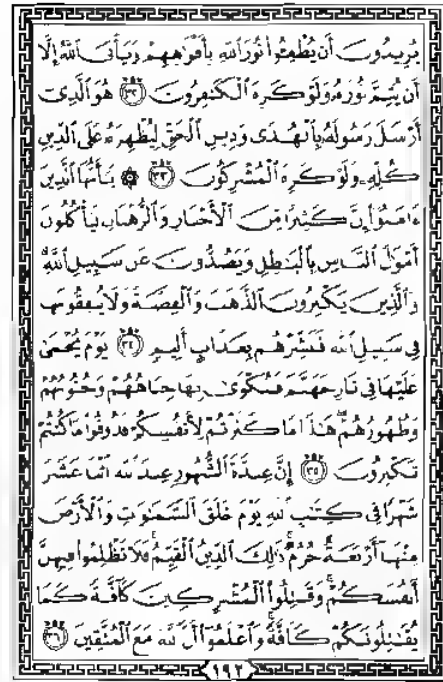 يُرِيدُونَ أَن يُطْفِـُٔوا۟ نُورَ ٱللَّهِ بِأَفْوَٰهِهِمْ وَيَأْبَى ٱللَّهُ إِلَّآ
أَن يُتِمَّ نُورَهُۥ وَلَوْ كَرِهَ ٱلْكَٰفِرُونَ ٣٢ هُوَ ٱلَّذِىٓ
أَرْسَلَ رَسُولَهُۥ بِٱلْهُدَىٰ وَدِينِ ٱلْحَقِّ لِيُظْهِرَهُۥ عَلَى ٱلدِّينِ
كُلِّهِۦ وَلَوْ كَرِهَ ٱلْمُشْرِكُونَ ٣٣ ۞ يَٰٓأَيُّهَا ٱلَّذِينَ
ءَامَنُوٓا۟ إِنَّ كَثِيرًا مِّنَ ٱلْأَحْبَارِ وَٱلرُّهْبَانِ لَيَأْكُلُونَ
أَمْوَٰلَ ٱلنَّاسِ بِٱلْبَٰطِلِ وَيَصُدُّونَ عَن سَبِيلِ ٱللَّهِ ۗ
وَٱلَّذِينَ يَكْنِزُونَ ٱلذَّهَبَ وَٱلْفِضَّةَ وَلَا يُنفِقُونَهَا
فِى سَبِيلِ ٱللَّهِ فَبَشِّرْهُم بِعَذَابٍ أَلِيمٍ ٣٤ يَوْمَ يُحْمَىٰ
عَلَيْهَا فِى نَارِ جَهَنَّمَ فَتُكْوَىٰ بِهَا جِبَاهُهُمْ وَجُنُوبُهُمْ
وَظُهُورُهُمْ ۖ هَٰذَا مَا كَنَزْتُمْ لِأَنفُسِكُمْ فَذُوقُوا۟ مَا كُنتُمْ
تَكْنِزُونَ ٣٥ إِنَّ عِدَّةَ ٱلشُّهُورِ عِندَ ٱللَّهِ ٱثْنَا عَشَرَ
شَهْرًا فِى كِتَٰبِ ٱللَّهِ يَوْمَ خَلَقَ ٱلسَّمَٰوَٰتِ وَٱلْأَرْضَ
مِنْهَآ أَرْبَعَةٌ حُرُمٌ ۚ ذَٰلِكَ ٱلدِّينُ ٱلْقَيِّمُ ۚ فَلَا تَظْلِمُوا۟ فِيهِنَّ
أَنفُسَكُمْ ۚ وَقَٰتِلُوا۟ ٱلْمُشْرِكِينَ كَآفَّةً كَمَا
يُقَٰتِلُونَكُمْ كَآفَّةً ۚ وَٱعْلَمُوٓا۟ أَنَّ ٱللَّهَ مَعَ ٱلْمُتَّقِينَ ٣٦
١٩٢